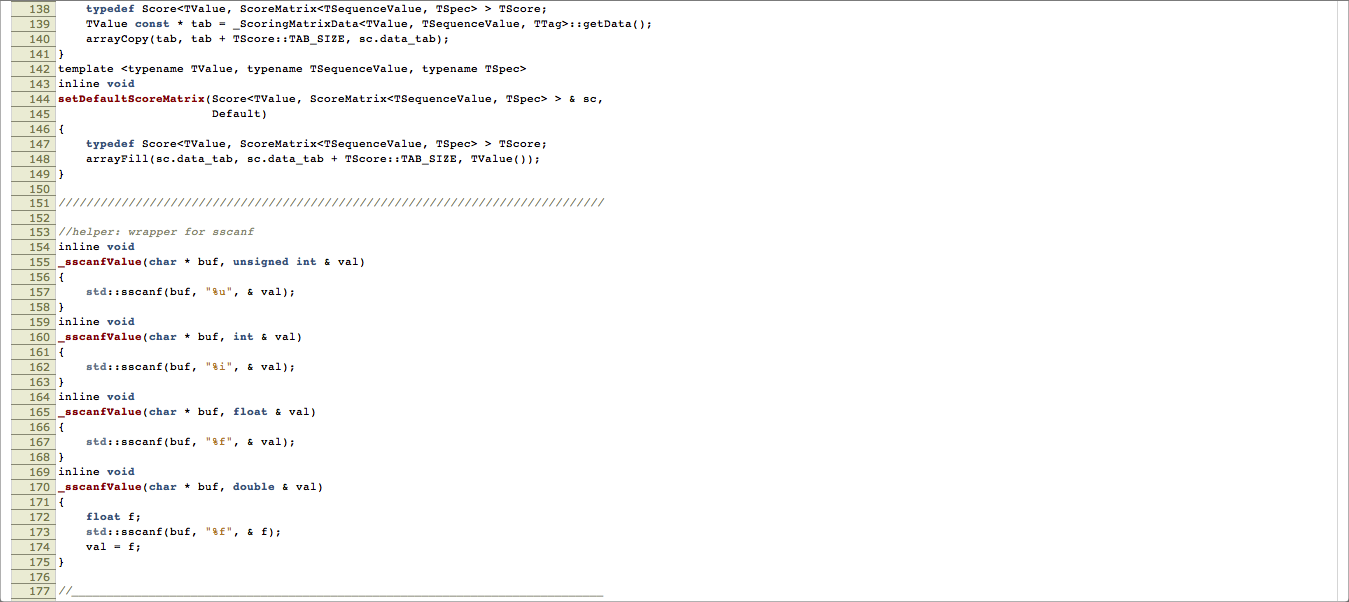 138     typedef Score<TValue, ScoreMatrix<TSequenceValue, TSpec> > TScore;
139     TValue const * tab = _ScoringMatrixData<TValue, TSequenceValue, TTag>::getData();
140     arrayCopy(tab, tab + TScore::TAB_SIZE, sc.data_tab);
141 }
142 template <typename TValue, typename TSequenceValue, typename TSpec>
143 inline void
144 setDefaultScoreMatrix(Score<TValue, ScoreMatrix<TSequenceValue, TSpec> > & sc,
145                       Default)
146 {
147     typedef Score<TValue, ScoreMatrix<TSequenceValue, TSpec> > TScore;
148     arrayFill(sc.data_tab, sc.data_tab + TScore::TAB_SIZE, TValue());
149 }
150
151 //////////////////////////////////////////////////////////////////////////////
152
153 //helper: wrapper for sscanf
154 inline void
155 _sscanfValue(char * buf, unsigned int & val)
156 {
157     std::sscanf(buf, "%u", & val);
158 }
159 inline void
160 _sscanfValue(char * buf, int & val)
161 {
162     std::sscanf(buf, "%i", & val);
163 }
164 inline void
165 _sscanfValue(char * buf, float & val)
166 {
167     std::sscanf(buf, "%f", & val);
168 }
169 inline void
170 _sscanfValue(char * buf, double & val)
171 {
172     float f;
173     std::sscanf(buf, "%f", & f);
174     val = f;
175 }
176
177 //____________________________________________________________________________